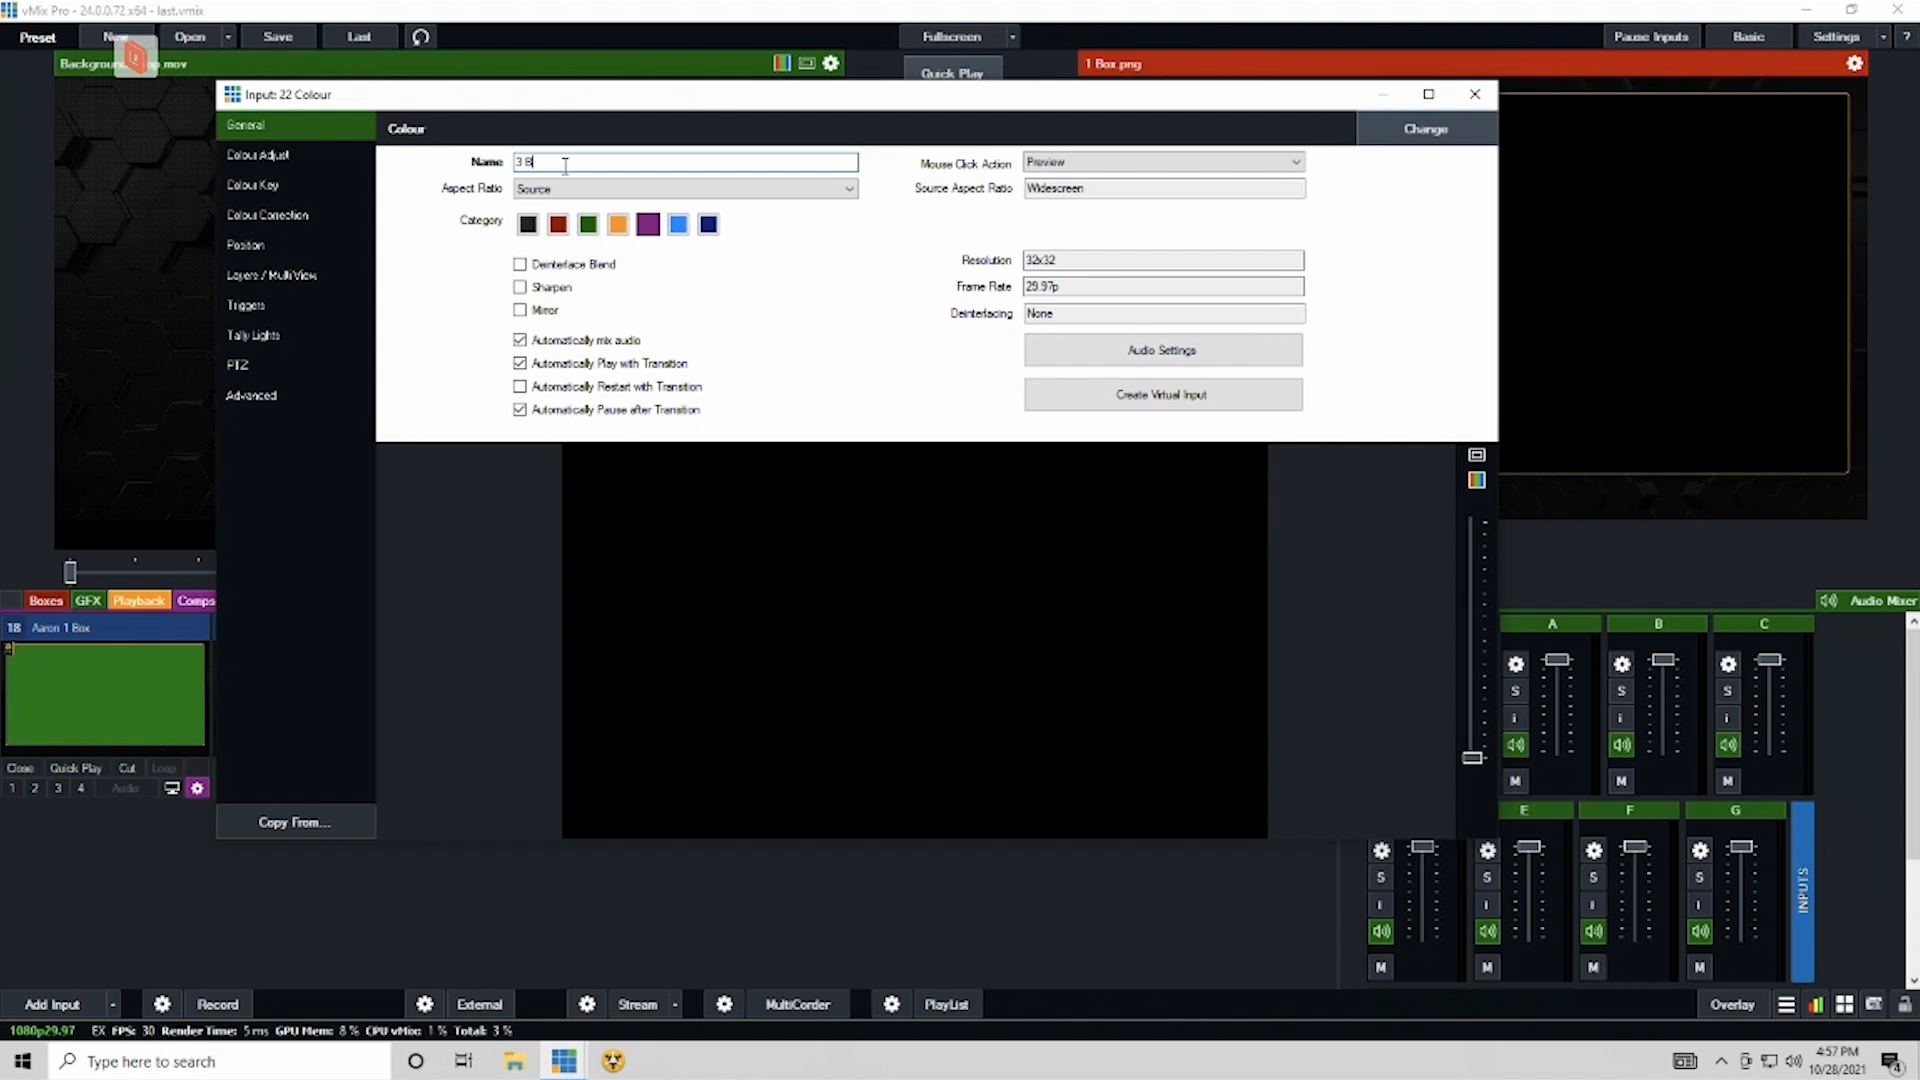 vMix Pro - 24.0.0.72 x64 - last.vmix
Preset New Open Save Last Fullscreen Pause Inputs Basic Settings ?
.mov Quick Play 1 Box.png
Input: 22 Colour
General Colour Change
Colour Adjust
Colour Key
Colour Correction
Position
Layers / MultiView
Triggers
Tally Lights
PTZ
Advanced
Copy From...
Name 3 B
Aspect Ratio Source
Category
Deinterlace Blend
Sharpen
Mirror
Automatically mix audio
Automatically Play with Transition
Automatically Restart with Transition
Automatically Pause after Transition
Mouse Click Action Preview
Source Aspect Ratio Widescreen
Resolution 32x32
Frame Rate 29.97p
Deinterlacing None
Audio Settings
Create Virtual Input
Boxes GFX Playback Comps
18 Aaron 1 Box
Close Quick Play Cut Loop
1 2 3 4 Audio
Audio Mixer
A B C
S S S
M M M
E F G
S S S S
M M M M
INPUTS
Add Input Record External Stream MultiCorder PlayList Overlay
1080p29.97 EX FPS: 30 Render Time: 5 ms GPU Mem: 8 % CPU vMix: 1 % Total: 3 %
Type here to search
4:57 PM
10/28/2021
4